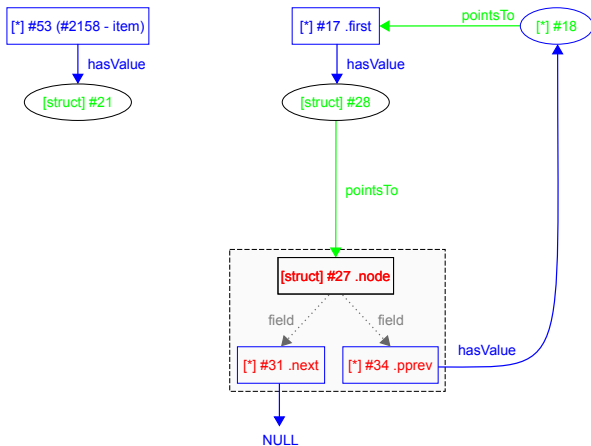 [*] #53 (#2158 - item)
[*] #17 .first
pointsTo
[*] #18
hasValue
hasValue
[struct] #21
[struct] #28
pointsTo
[struct] #27 .node
field
field
[*] #31 .next
[*] #34 .pprev
hasValue
NULL